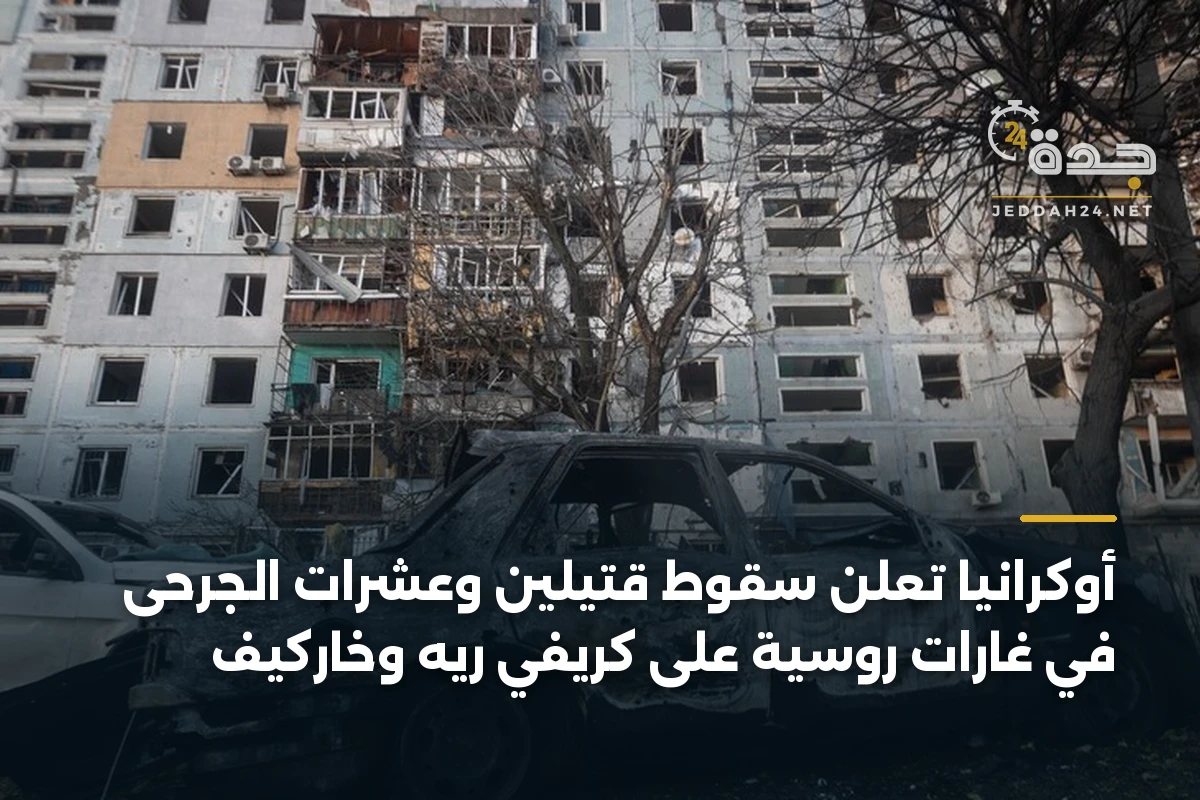 24
جدة
JEDDAH24.NET
أوكرانيا تعلن سقوط قتيلين وعشرات الجرحى
في غارات روسية على كريفي ريه وخاركيف